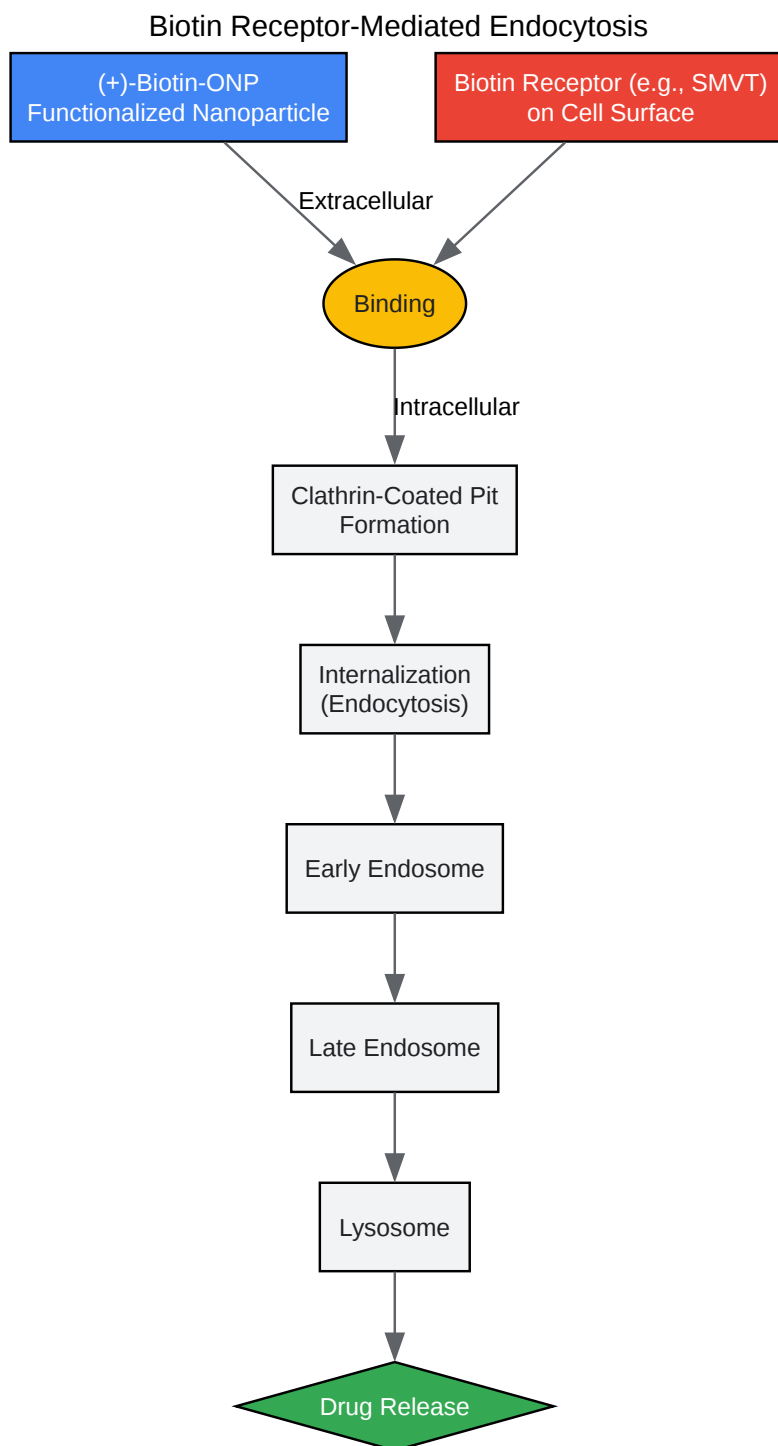 Biotin Receptor-Mediated Endocytosis
(+)-Biotin-ONP
Functionalized Nanoparticle
Biotin Receptor (e.g., SMVT)
on Cell Surface
Extracellular
Binding
Intracellular
Clathrin-Coated Pit
Formation
Internalization
(Endocytosis)
Early Endosome
Late Endosome
Lysosome
Drug Release